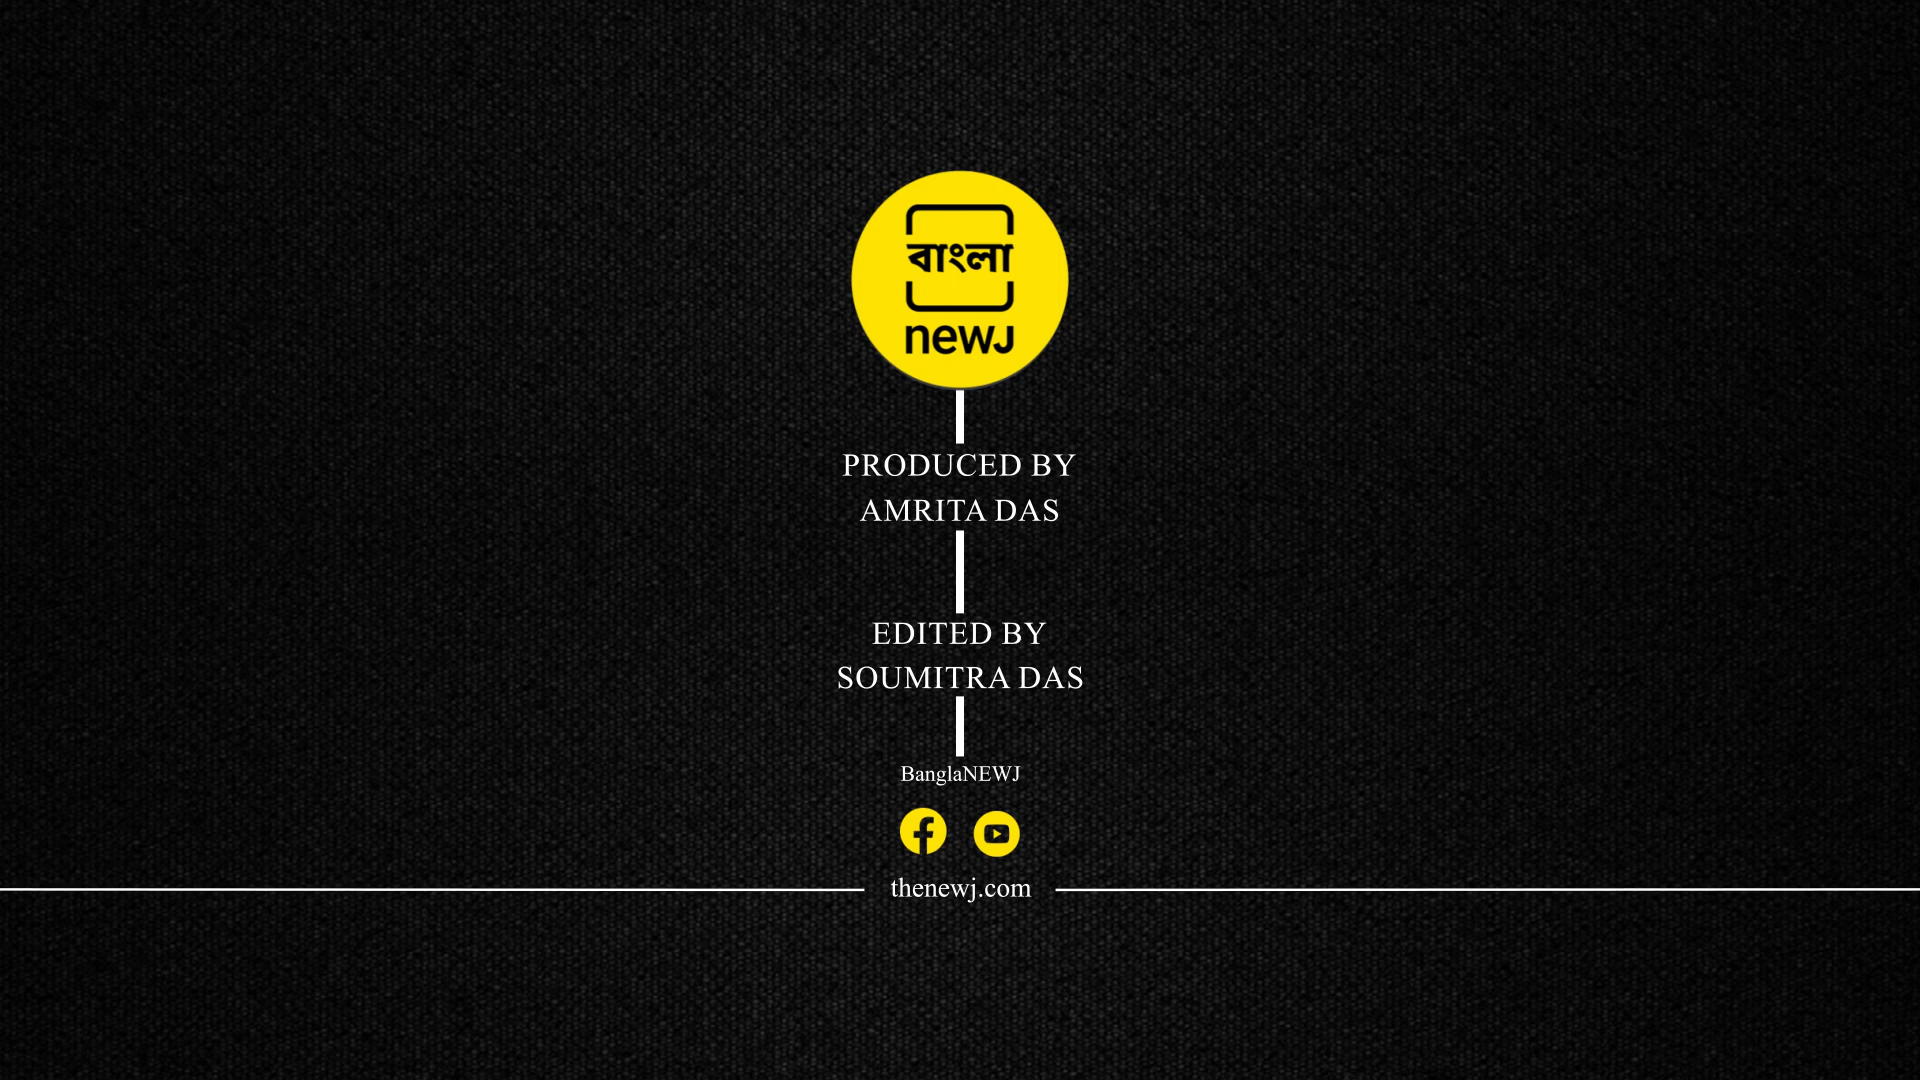 বাংলা
newJ
PRODUCED BY
AMRITA DAS
EDITED BY
SOUMITRA DAS
BanglaNEWJ
thenewj.com